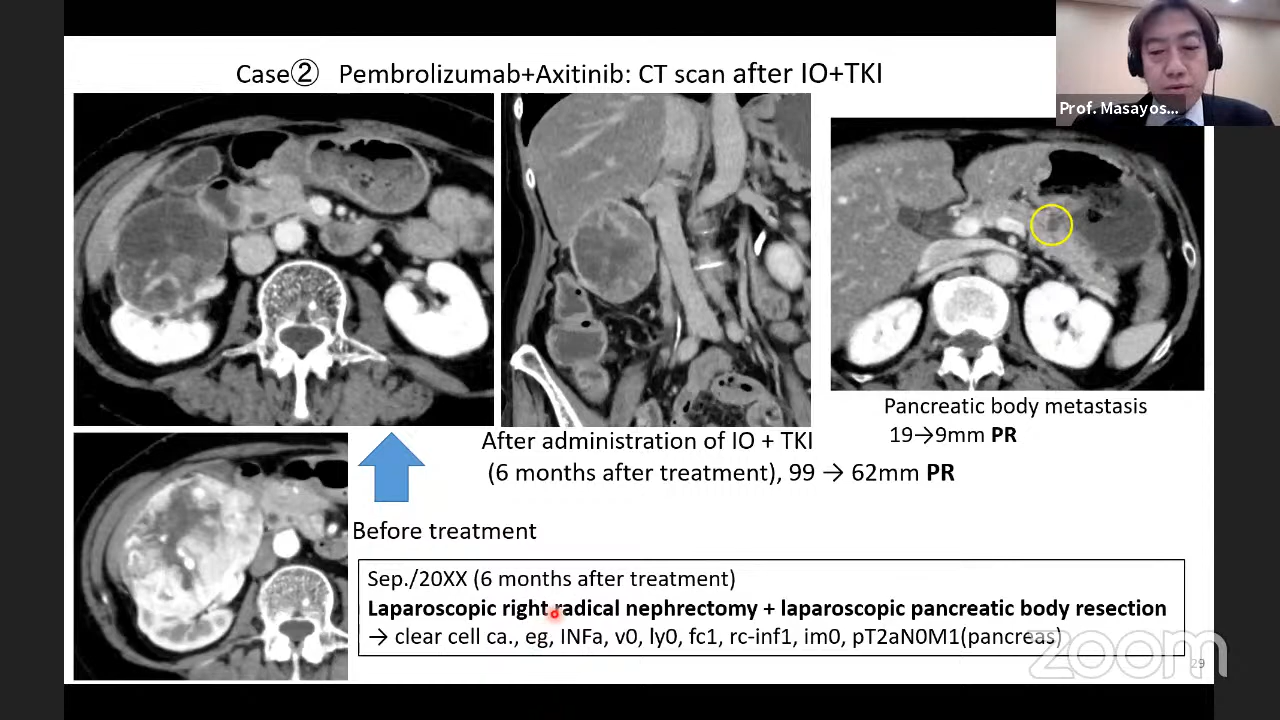 Case② Pembrolizumab+Axitinib: CT scan after IO+TKI
Prof. Masayos...
Pancreatic body metastasis
19→9mm PR
After administration of IO + TKI
(6 months after treatment), 99 → 62mm PR
Before treatment
Sep./20XX (6 months after treatment)
Laparoscopic right radical nephrectomy + laparoscopic pancreatic body resection
→ clear cell ca., eg, INFa, v0, ly0, fc1, rc-inf1, im0, pT2aN0M1(pancreas)
zoom
29